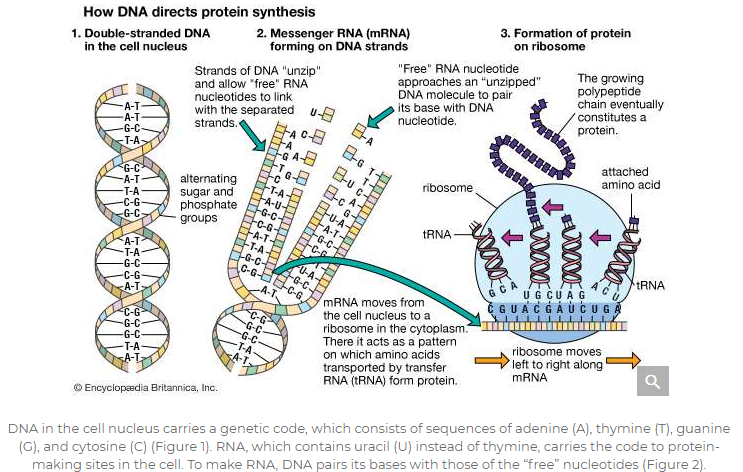 How DNA directs protein synthesis
1. Double-stranded DNA
in the cell nucleus
2. Messenger RNA (mRNA)
forming on DNA strands
3. Formation of protein
on ribosome
Strands of DNA "unzip"
and allow "free" RNA
nucleotides to link
with the separated
strands.
"Free" RNA nucleotide
approaches an "unzipped"
DNA molecule to pair
its base with DNA
nucleotide.
The growing
polypeptide
chain eventually
constitutes a
protein.
A-T
A-T
G-C
T-A
G-C
A-T
T-A
C-G
G-C
A-T
T-A
C-G
G-C
A-T
C-G
G-C
G-C
T-A
A-T
alternating
sugar and
phosphate
groups
ribosome
attached
amino acid
tRNA
tRNA
G C A
U G C U A G
A C U
C G U A C G A U C U G A
mRNA moves from
the cell nucleus to a
ribosome in the cytoplasm.
There it acts as a pattern
on which amino acids
transported by transfer
RNA (tRNA) form protein.
ribosome moves
left to right along
mRNA
© Encyclopædia Britannica, Inc.
DNA in the cell nucleus carries a genetic code, which consists of sequences of adenine (A), thymine (T), guanine
(G), and cytosine (C) (Figure 1). RNA, which contains uracil (U) instead of thymine, carries the code to protein-
making sites in the cell. To make RNA, DNA pairs its bases with those of the “free” nucleotides (Figure 2).